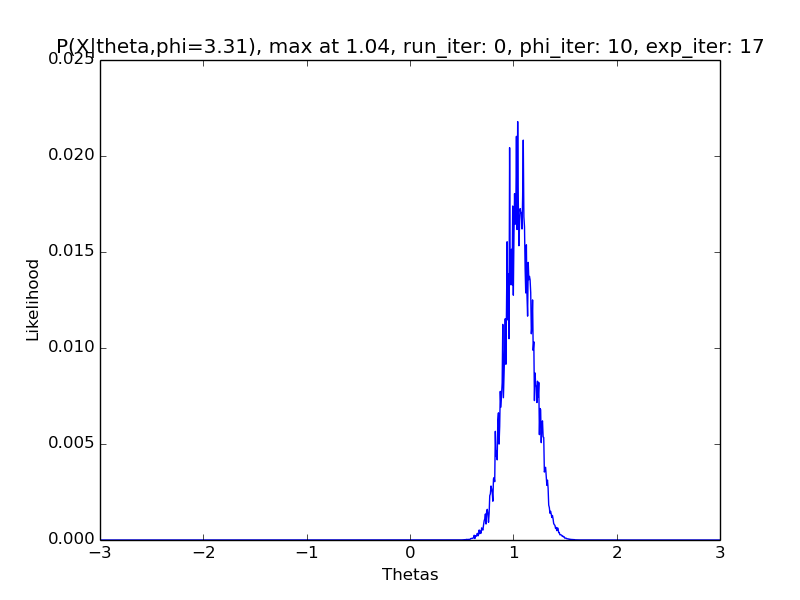 P(X|theta,phi=3.31), max at 1.04, run_iter: 0, phi_iter: 10, exp_iter: 17
0.025
0.020
0.015
0.010
0.005
0.000
Likelihood
−3 −2 −1 0 1 2 3
Thetas